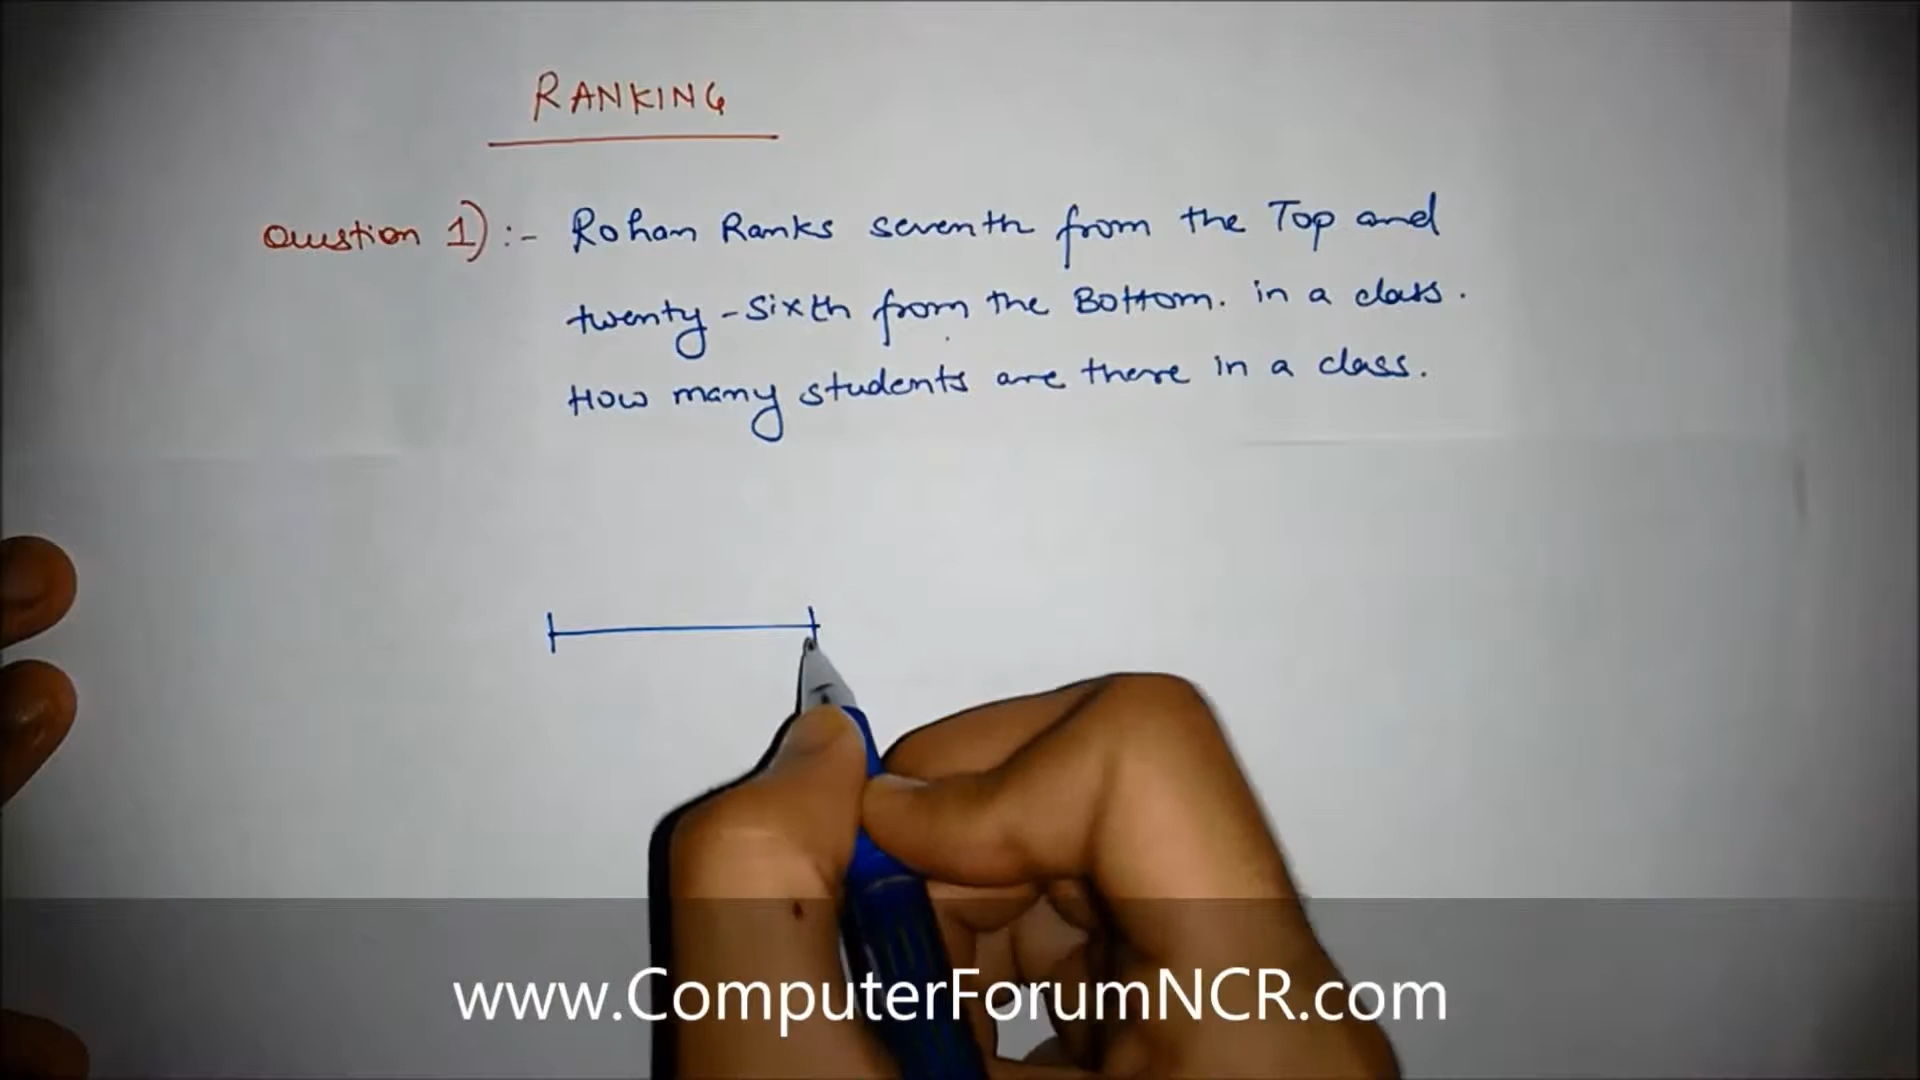 RANKING
Question 1) :- Rohan Ranks seventh from the Top and
twenty-sixth from the Bottom. in a class.
How many students are there in a class.
www.ComputerForumNCR.com